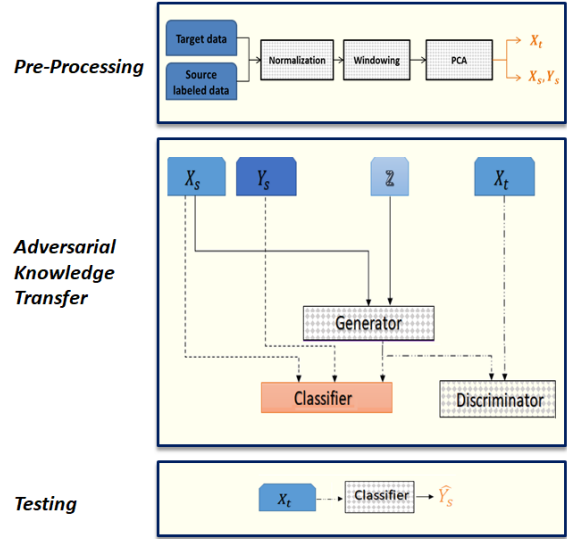 Pre-Processing
Target data
Source
labeled data
Normalization
Windowing
PCA
X_t
X_s, Y_s
Adversarial
Knowledge
Transfer
X_s
Y_s
ℤ
X_t
Generator
Classifier
Discriminator
Testing
X_t
Classifier
Ŷ_s